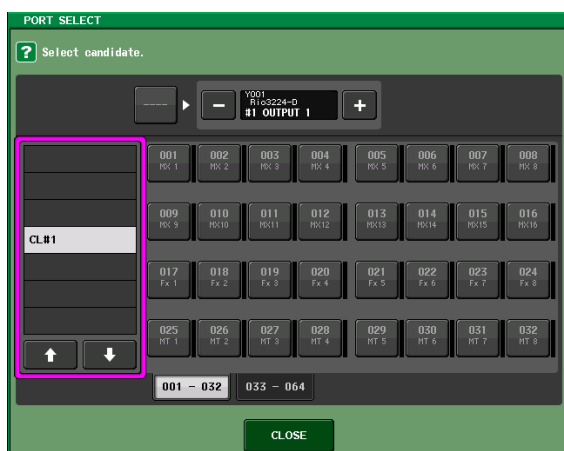 PORT SELECT
? Select candidate.
----
Y001
Rio3224-D
#1 OUTPUT 1
001 002 003 004 005 006 007 008
MX 1 MX 2 MX 3 MX 4 MX 5 MX 6 MX 7 MX 8
009 010 011 012 013 014 015 016
MX 9 MX10 MX11 MX12 MX13 MX14 MX15 MX16
CL#1
017 018 019 020 021 022 023 024
Fx 1 Fx 2 Fx 3 Fx 4 Fx 5 Fx 6 Fx 7 Fx 8
025 026 027 028 029 030 031 032
MT 1 MT 2 MT 3 MT 4 MT 5 MT 6 MT 7 MT 8
001 - 032 033 - 064
CLOSE